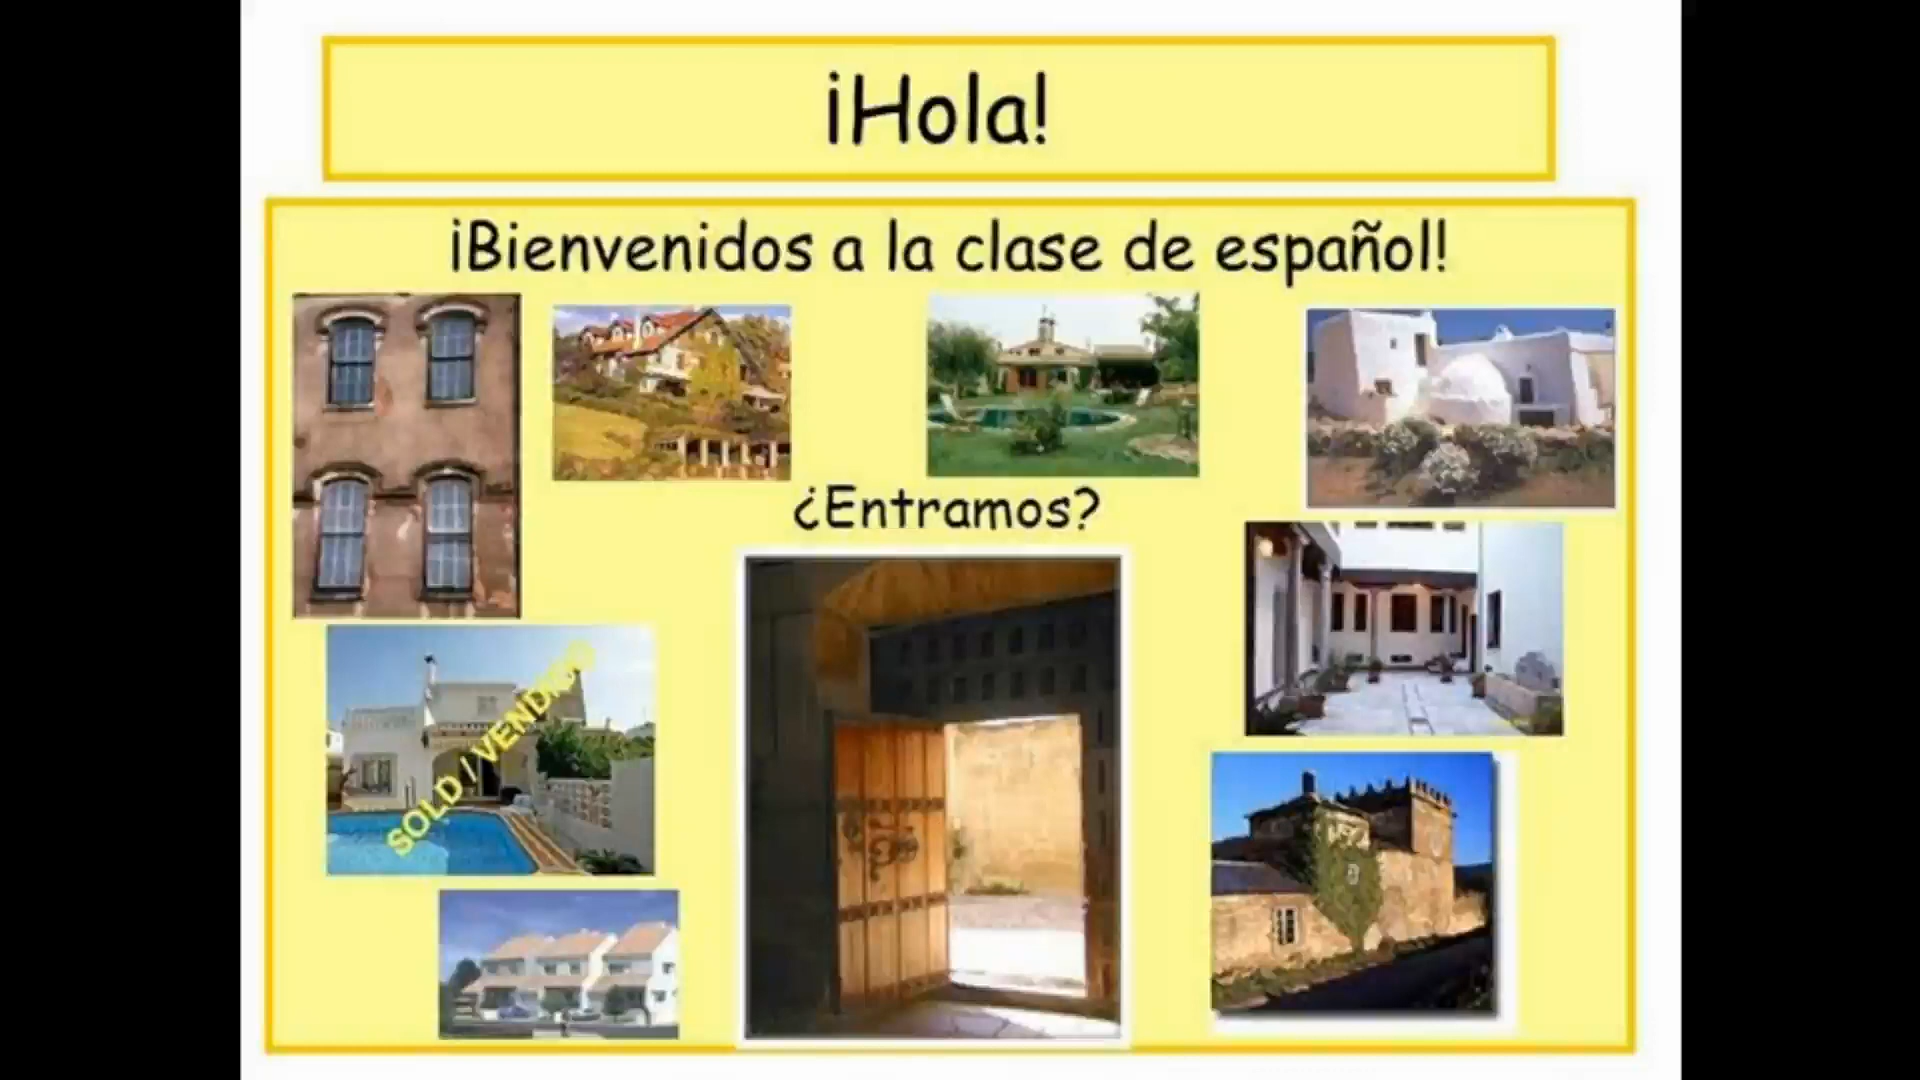 ¡Hola!
¡Bienvenidos a la clase de español!
¿Entramos?
SOLD / VENDIDO